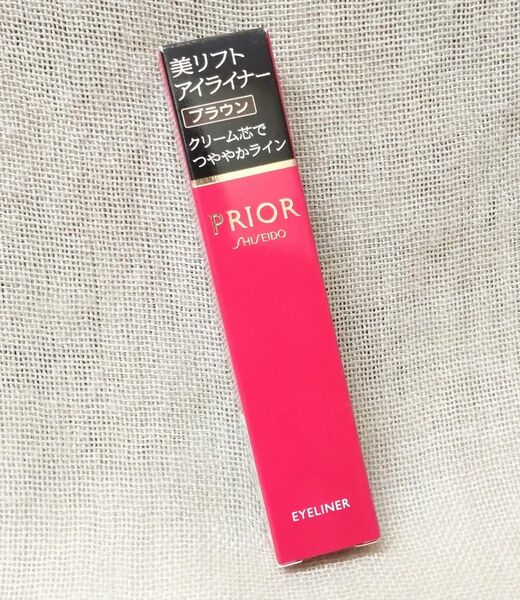 美リフト
アイライナー
ブラウン
クリーム芯で
つややかライン
PRIOR
SHISEIDO
EYELINER